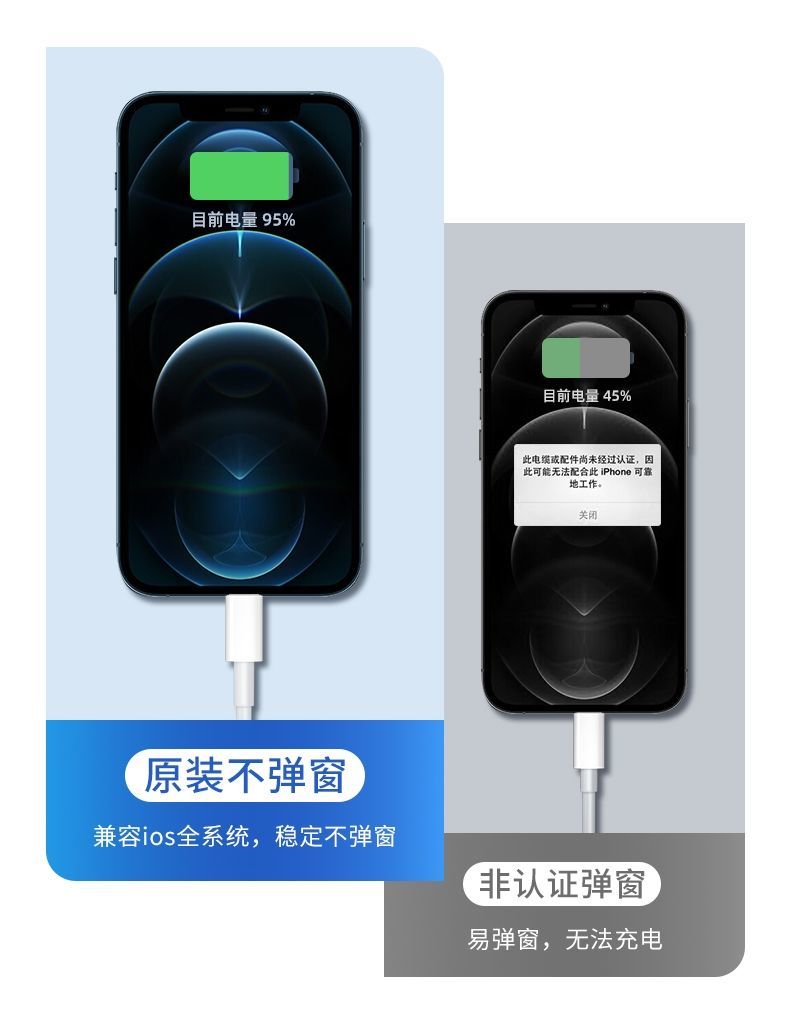 目前电量 95%
原装不弹窗
兼容ios全系统，稳定不弹窗
目前电量 45%
此电缆或配件尚未经过认证，因
此可能无法配合此 iPhone 可靠
地工作。
关闭
非认证弹窗
易弹窗，无法充电